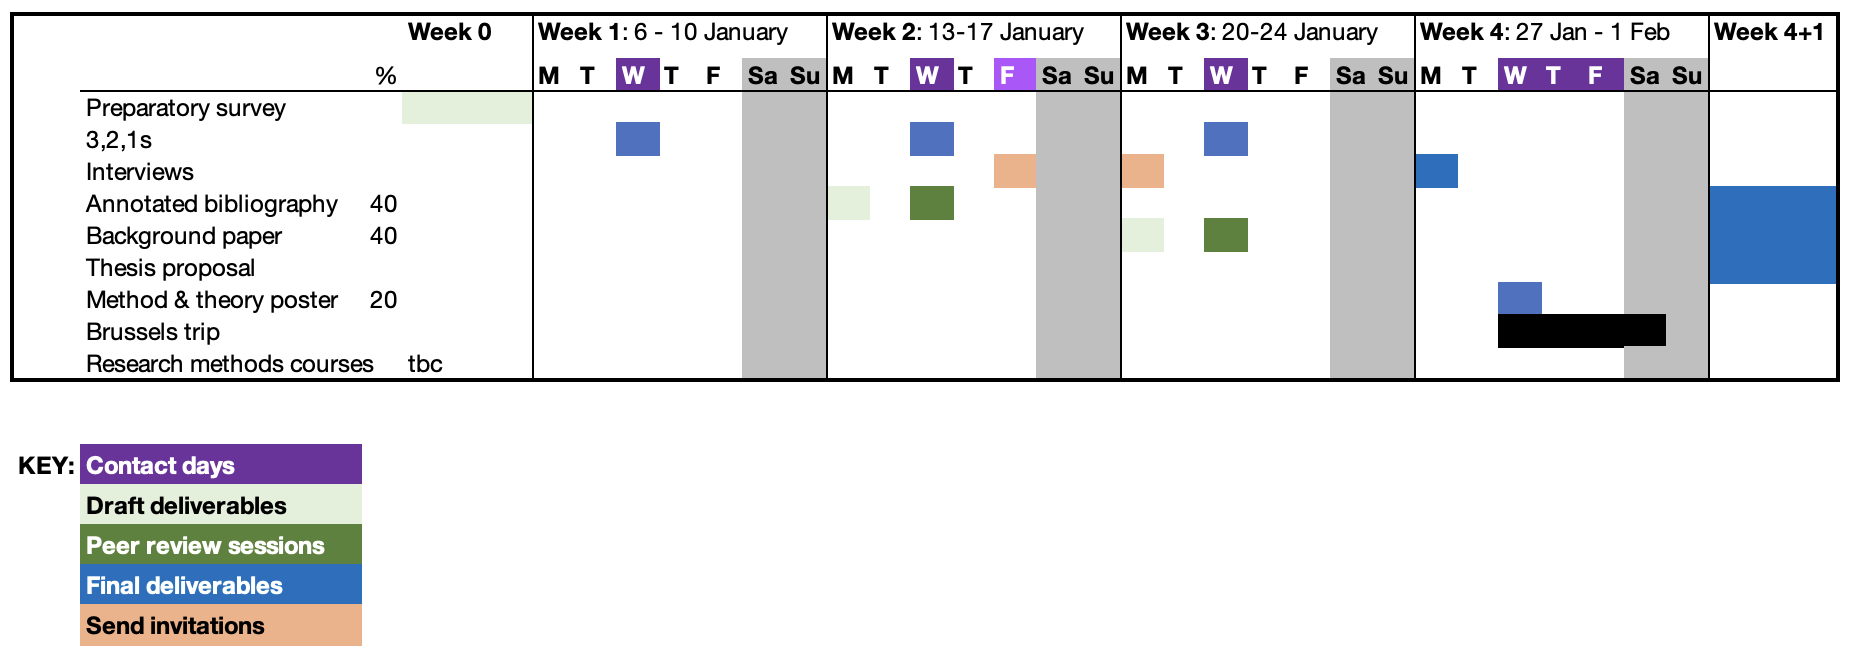 Week 0 Week 1: 6 - 10 January Week 2: 13-17 January Week 3: 20-24 January Week 4: 27 Jan - 1 Feb Week 4+1
% M T W T F Sa Su M T W T F Sa Su M T W T F Sa Su M T W T F Sa Su
Preparatory survey
3,2,1s
Interviews
Annotated bibliography 40
Background paper 40
Thesis proposal
Method & theory poster 20
Brussels trip
Research methods courses tbc
KEY: Contact days
Draft deliverables
Peer review sessions
Final deliverables
Send invitations